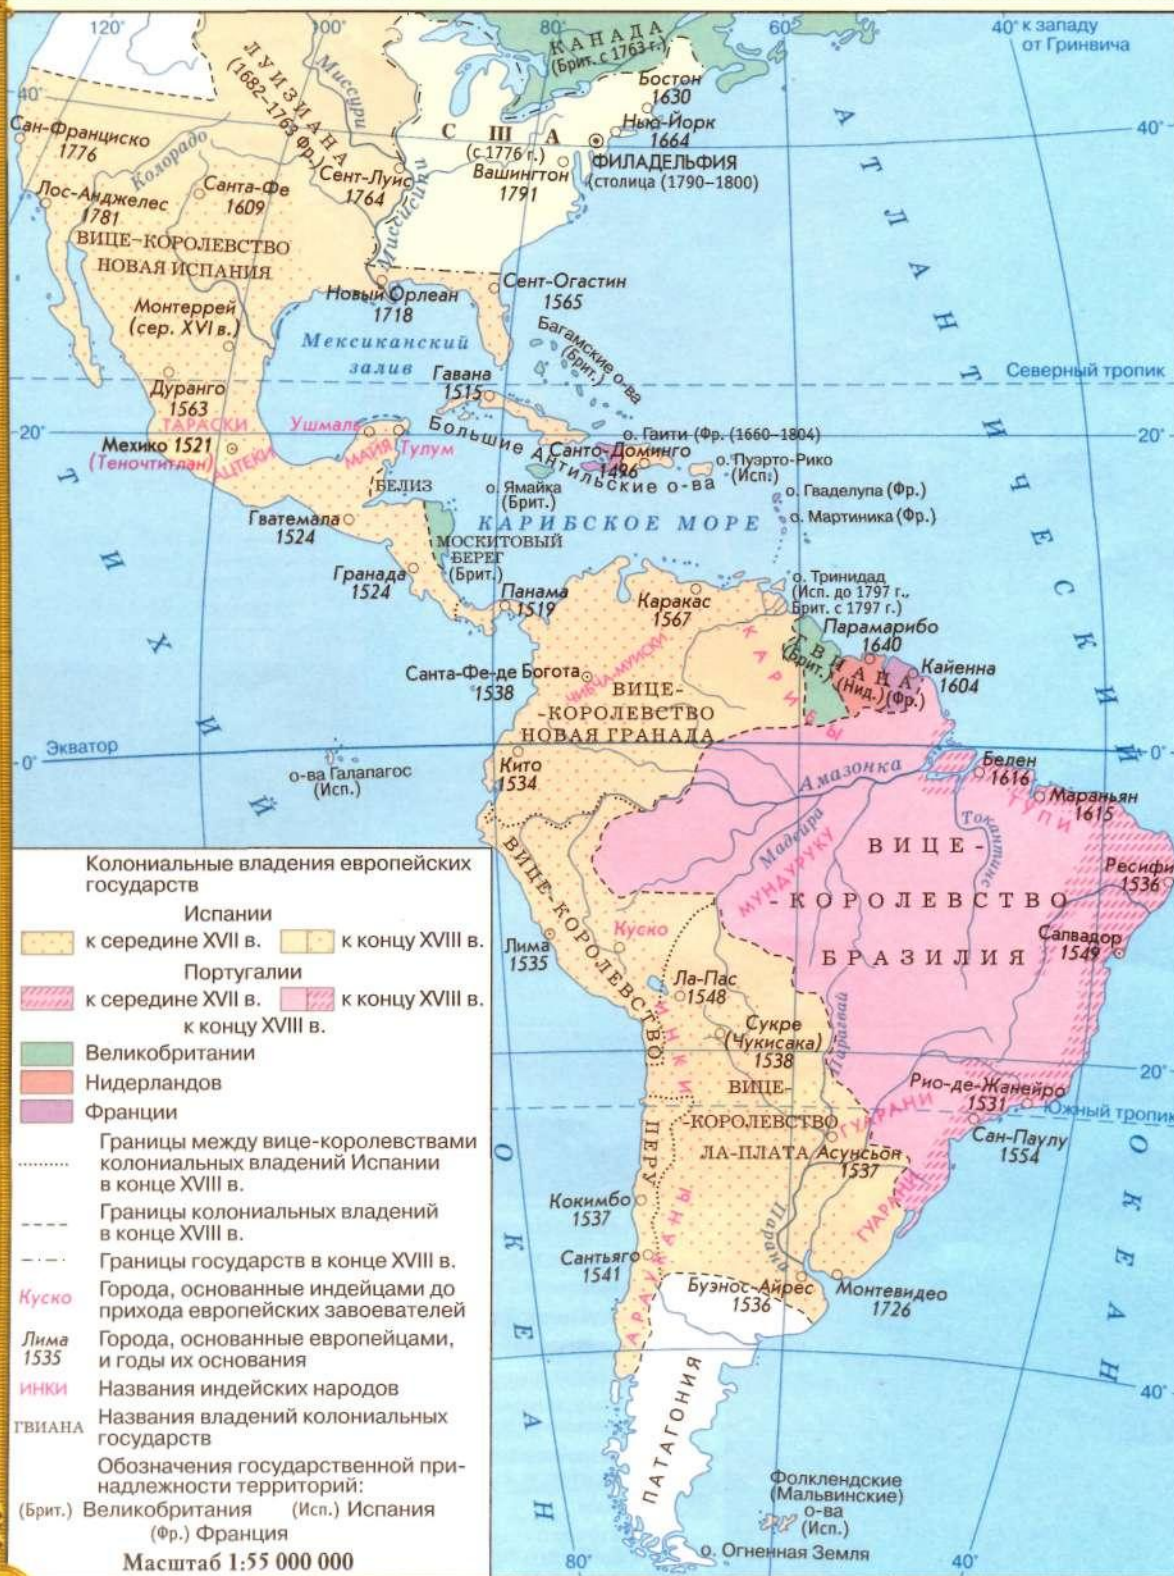 120°
100°
80°
60°
40° к западу
от Гринвича
КАНАДА
(Брит. с 1763 г.)
ЛУИЗИАНА
(1682–1763 Фр.)
Миссури
Бостон
1630
40°
Нью-Йорк
1664
40°
США
(с 1776 г.)
ФИЛАДЕЛЬФИЯ
(столица (1790–1800)
Вашингтон
1791
Сан-Франциско
1776
Колорадо
Сент-Луис
1764
Миссисипи
Лос-Анджелес
1781
Санта-Фе
1609
ВИЦЕ-КОРОЛЕВСТВО
НОВАЯ ИСПАНИЯ
Новый Орлеан
1718
Сент-Огастин
1565
Монтеррей
(сер. XVI в.)
Мексиканский
залив
Багамские о-ва
(Брит.)
АТЛАНТИЧЕСКИЙ
ОКЕАН
Северный тропик
Дуранго
1563
Гавана
1515
ТАРАСКИ
Ушмаль
20°
Мехико 1521
(Теночтитлан)
АЦТЕКИ
МАЙЯ
Тулум
Большие Антильские о-ва
о. Гаити (Фр. (1660–1804)
20°
Санто-Доминго
1496
о. Пуэрто-Рико
(Исп.)
БЕЛИЗ
о. Ямайка
(Брит.)
о. Гваделупа (Фр.)
Гватемала
1524
КАРИБСКОЕ МОРЕ
о. Мартиника (Фр.)
МОСКИТОВЫЙ
БЕРЕГ
(Брит.)
Гранада
1524
Панама
1519
Каракас
1567
о. Тринидад
(Исп. до 1797 г.,
Брит. с 1797 г.)
Парамарибо
1640
ГВИАНА
(Брит.)
(Нид.)
(Фр.)
Кайенна
1604
ТИХИЙ
ОКЕАН
Санта-Фе-де Богота
1538
ЧИБЧА-МУИСКИ
КАРИБЫ
ВИЦЕ-
-КОРОЛЕВСТВО
НОВАЯ ГРАНАДА
Экватор
0°
0°
о-ва Галапагос
(Исп.)
Кито
1534
Амазонка
Белен
1616
Мараньян
1615
ТУПИ
Мадейра
Токантинс
МУНДУРУКУ
ВИЦЕ-
-КОРОЛЕВСТВО
БРАЗИЛИЯ
Ресифи
1536
Салвадор
1549
ВИЦЕ-КОРОЛЕВСТВО
ПЕРУ
Куско
Лима
1535
Ла-Пас
1548
ИНКИ
Сукре
(Чукисака)
1538
Парагвай
20°
ВИЦЕ-
-КОРОЛЕВСТВО
ЛА-ПЛАТА
Асунсьон
1537
ГУАРАНИ
Рио-де-Жанейро
1531
Южный тропик
Сан-Паулу
1554
ГУАРАНИ
Кокимбо
1537
Парана
Сантьяго
1541
АРАУКАНЫ
Буэнос-Айрес
1536
Монтевидео
1726
ПАТАГОНИЯ
40°
Фолклендские
(Мальвинские)
о-ва
(Исп.)
о. Огненная Земля
80°
40°
Колониальные владения европейских
государств
Испании
к середине XVII в.
к концу XVIII в.
Португалии
к середине XVII в.
к концу XVIII в.
к концу XVIII в.
Великобритании
Нидерландов
Франции
Границы между вице-королевствами
колониальных владений Испании
в конце XVIII в.
Границы колониальных владений
в конце XVIII в.
Границы государств в конце XVIII в.
Куско
Города, основанные индейцами до
прихода европейских завоевателей
Лима
1535
Города, основанные европейцами,
и годы их основания
ИНКИ
Названия индейских народов
ГВИАНА
Названия владений колониальных
государств
Обозначения государственной при-
надлежности территорий:
(Брит.) Великобритания (Исп.) Испания
(Фр.) Франция
Масштаб 1:55 000 000